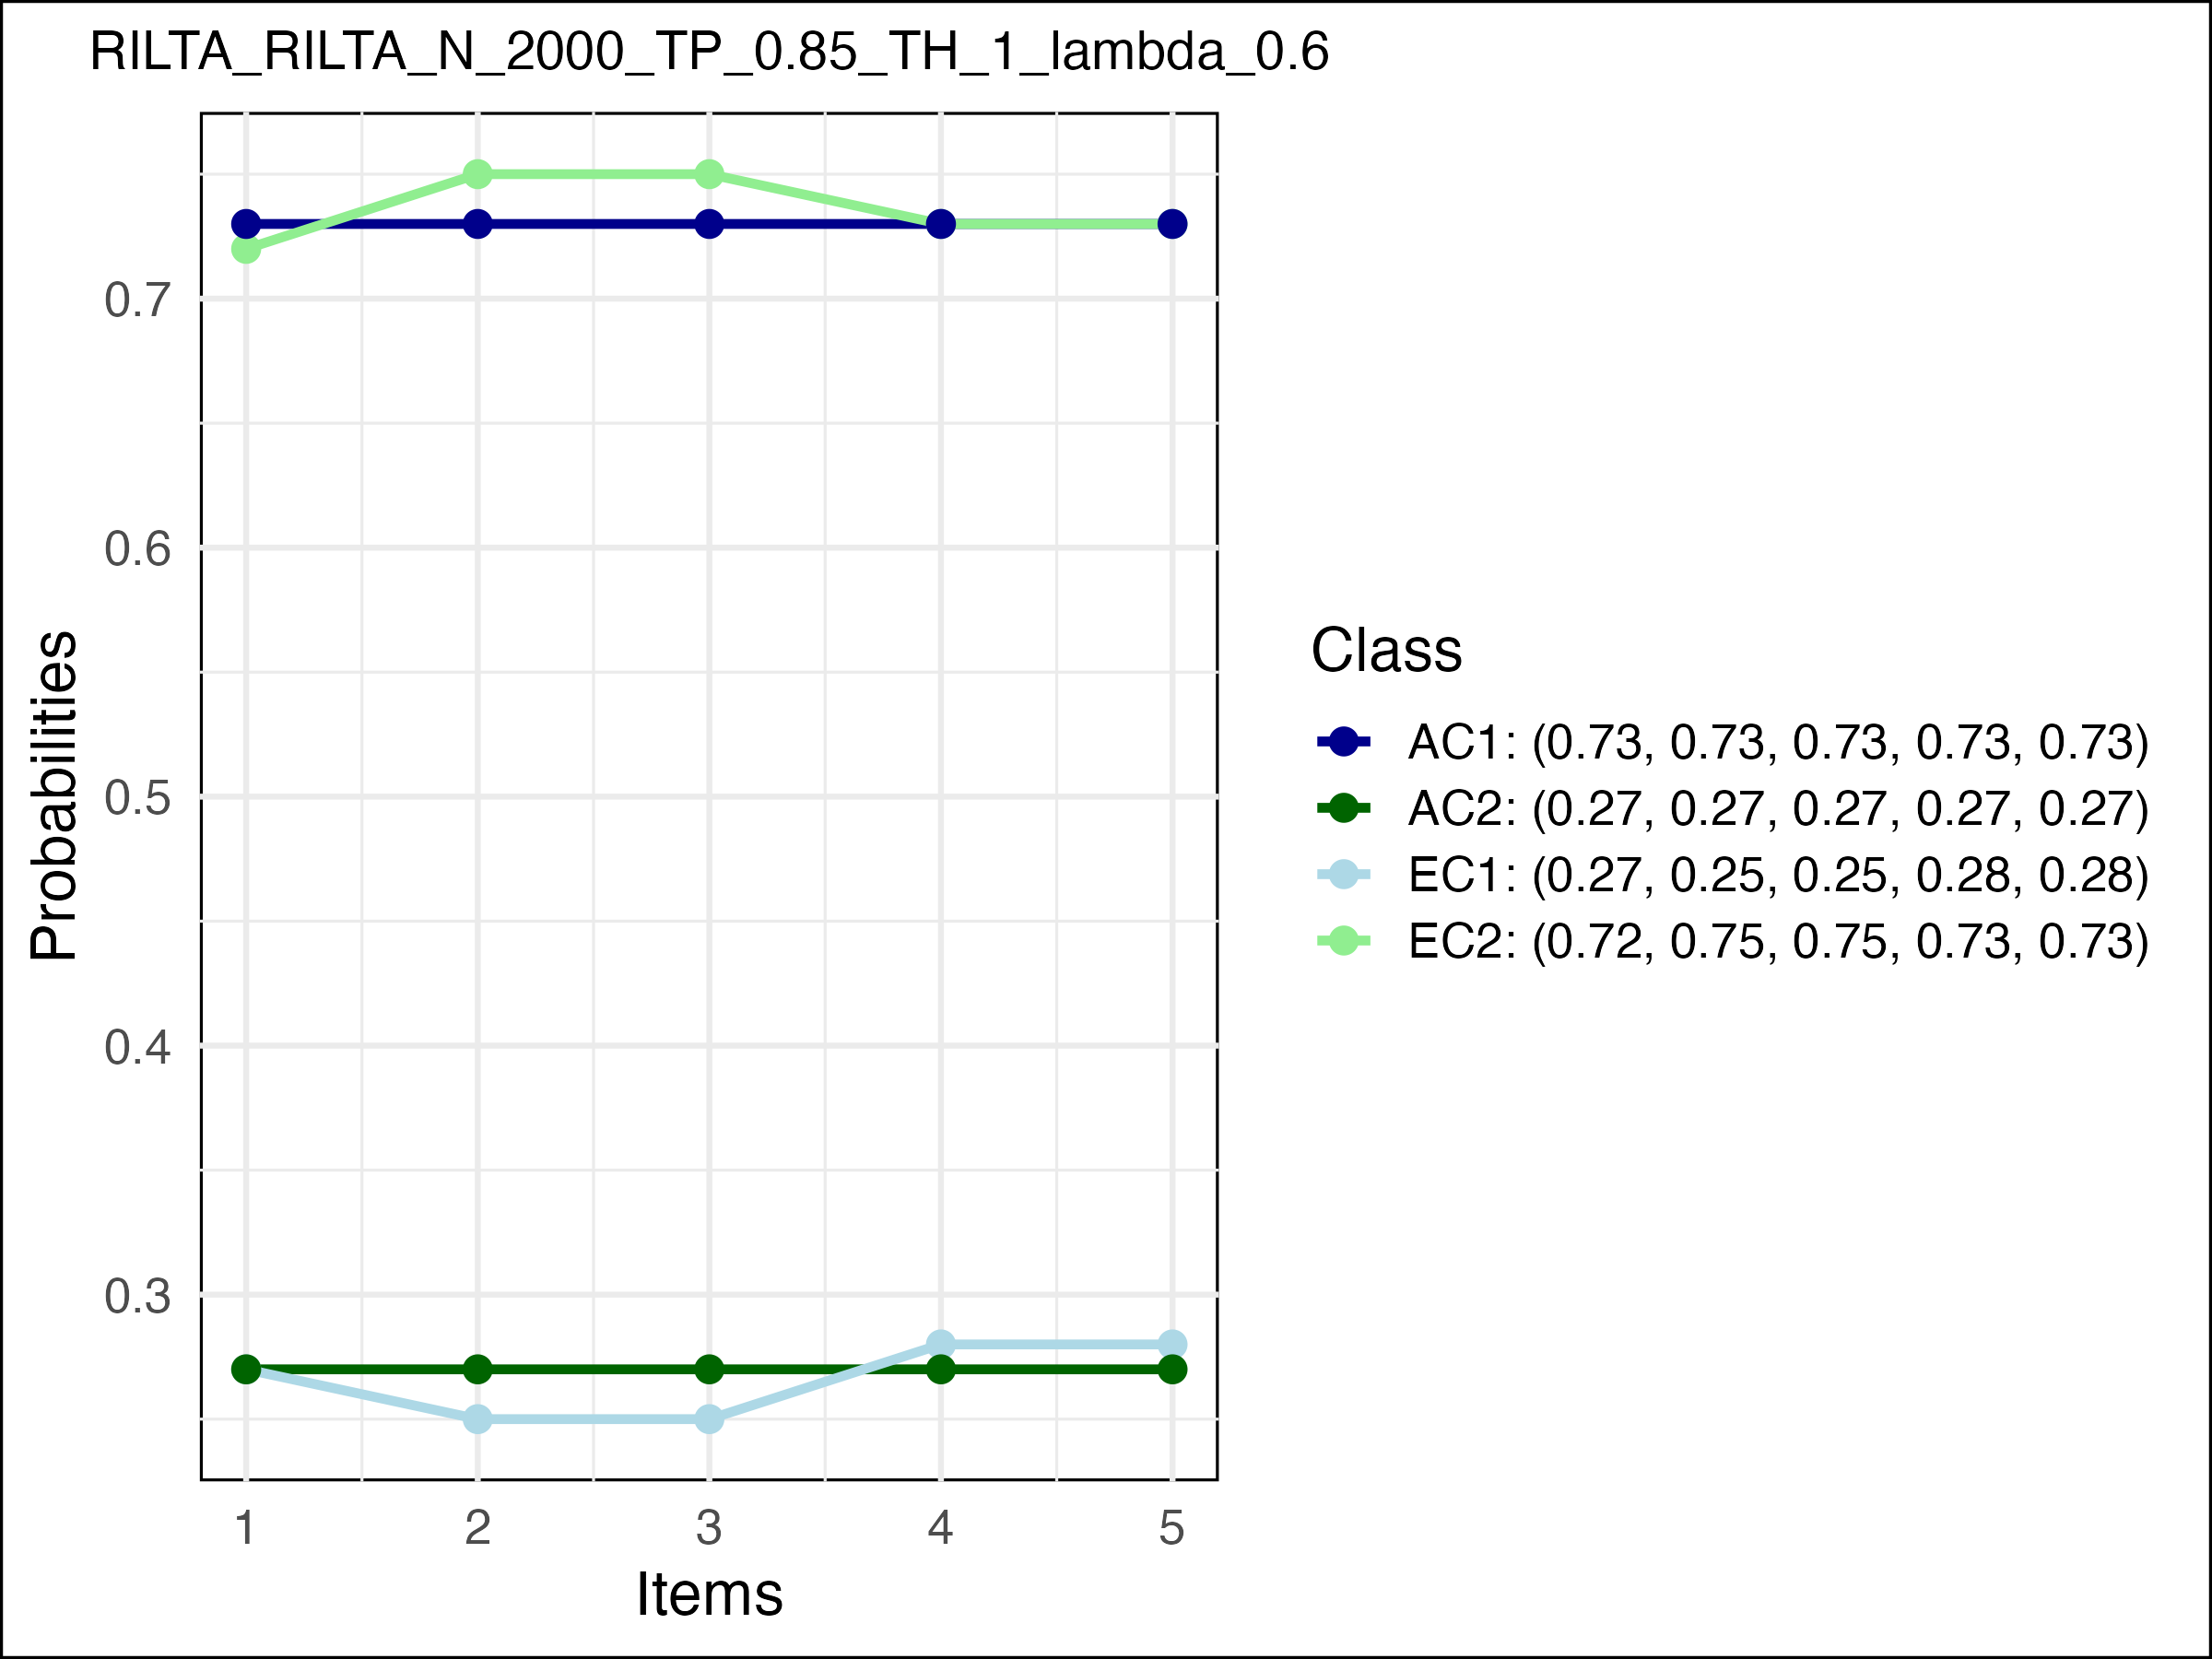 RILTA_RILTA_N_2000_TP_0.85_TH_1_lambda_0.6
Probabilities
0.7
0.6
0.5
0.4
0.3
1 2 3 4 5
Items
Class
AC1: (0.73, 0.73, 0.73, 0.73, 0.73)
AC2: (0.27, 0.27, 0.27, 0.27, 0.27)
EC1: (0.27, 0.25, 0.25, 0.28, 0.28)
EC2: (0.72, 0.75, 0.75, 0.73, 0.73)